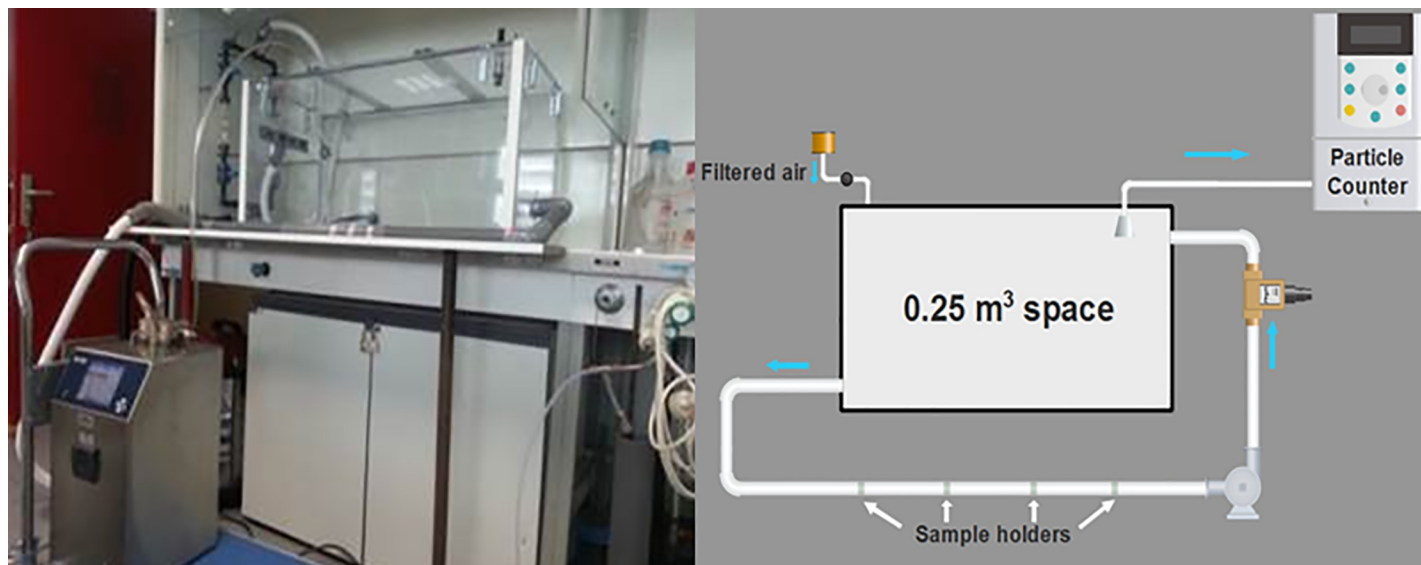 Filtered air
Particle
Counter
0.25 m³ space
Sample holders